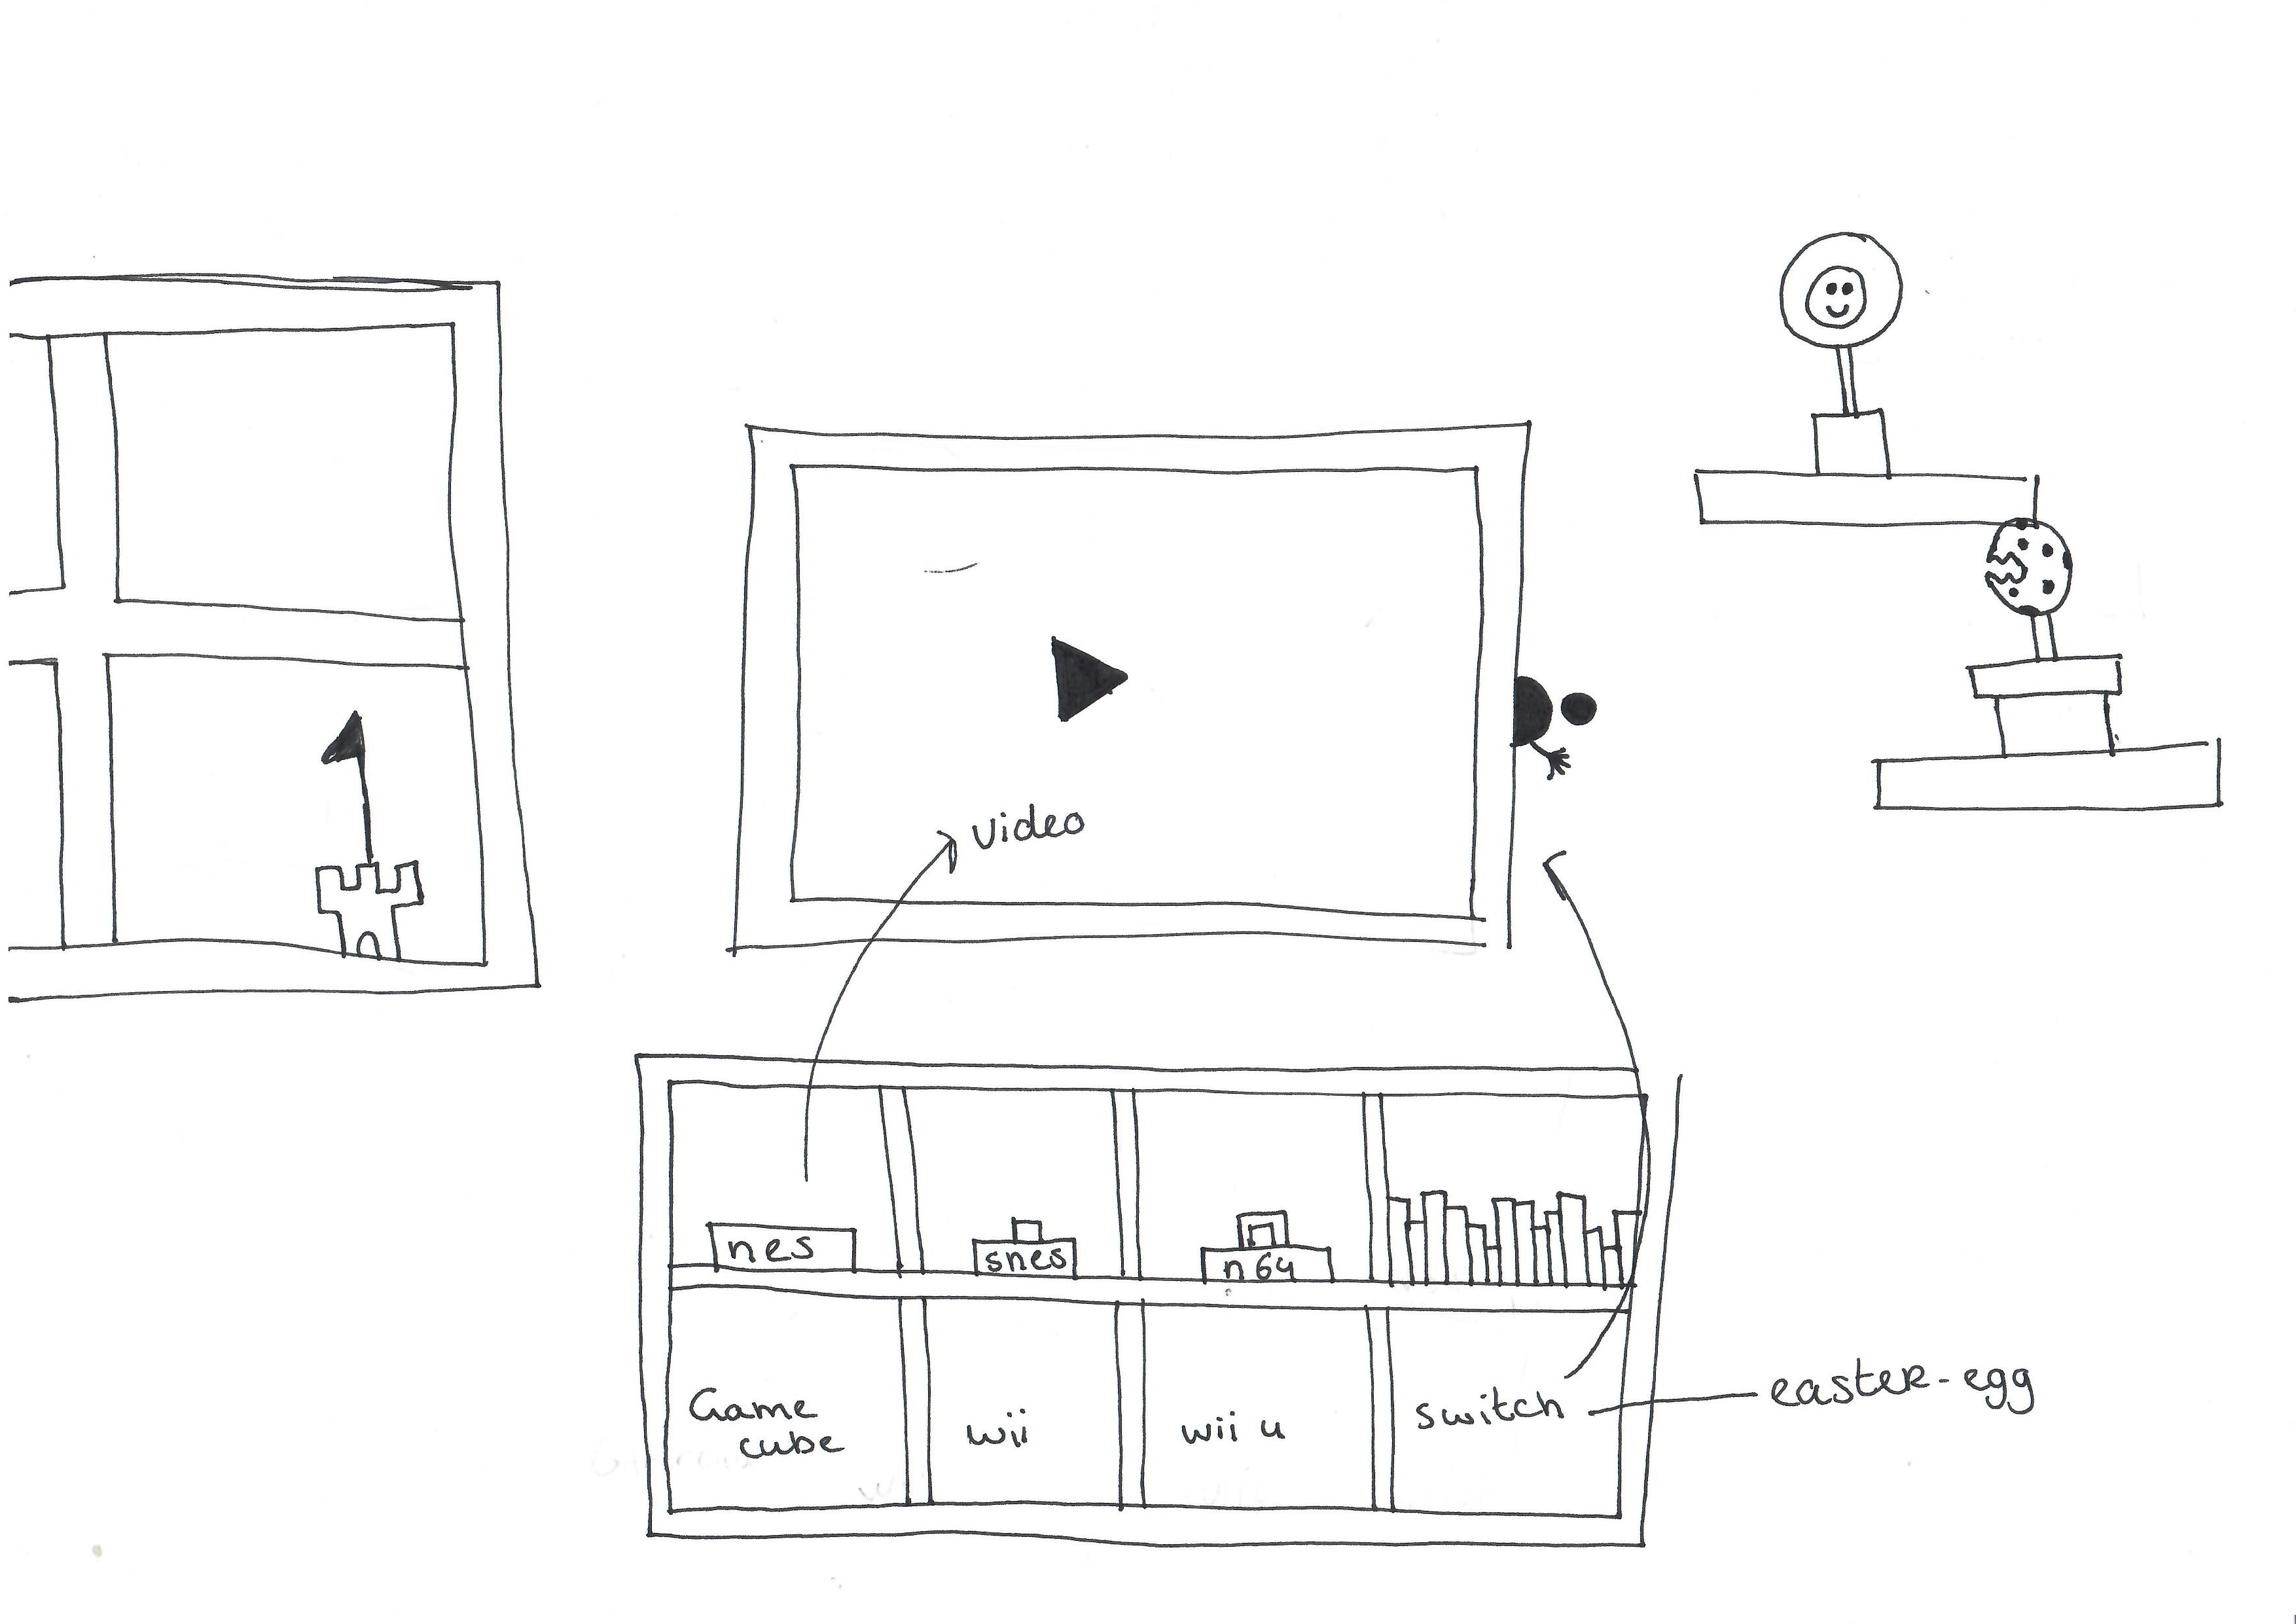 video
nes
snes
n64
Game
cube
wii
wii u
switch
easter-egg